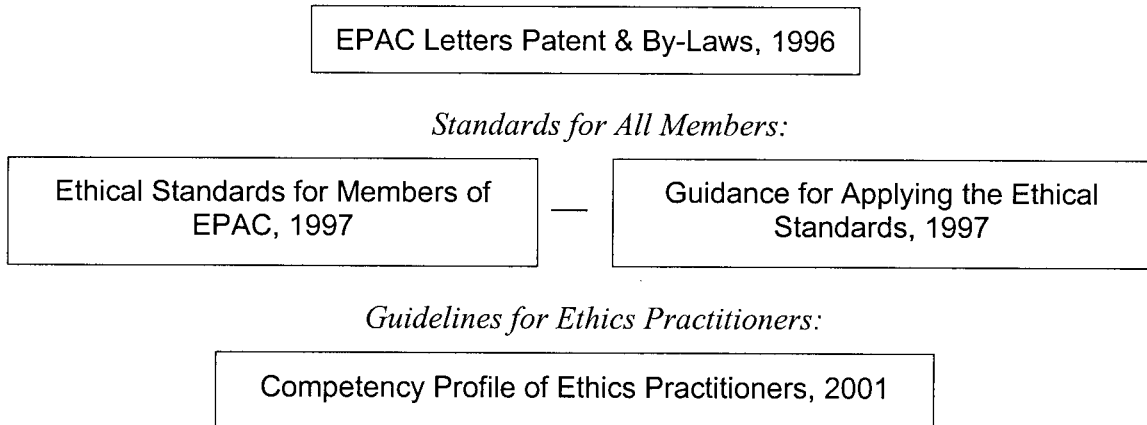 EPAC Letters Patent & By-Laws, 1996
Standards for All Members:
Ethical Standards for Members of
EPAC, 1997
—
Guidance for Applying the Ethical
Standards, 1997
Guidelines for Ethics Practitioners:
Competency Profile of Ethics Practitioners, 2001